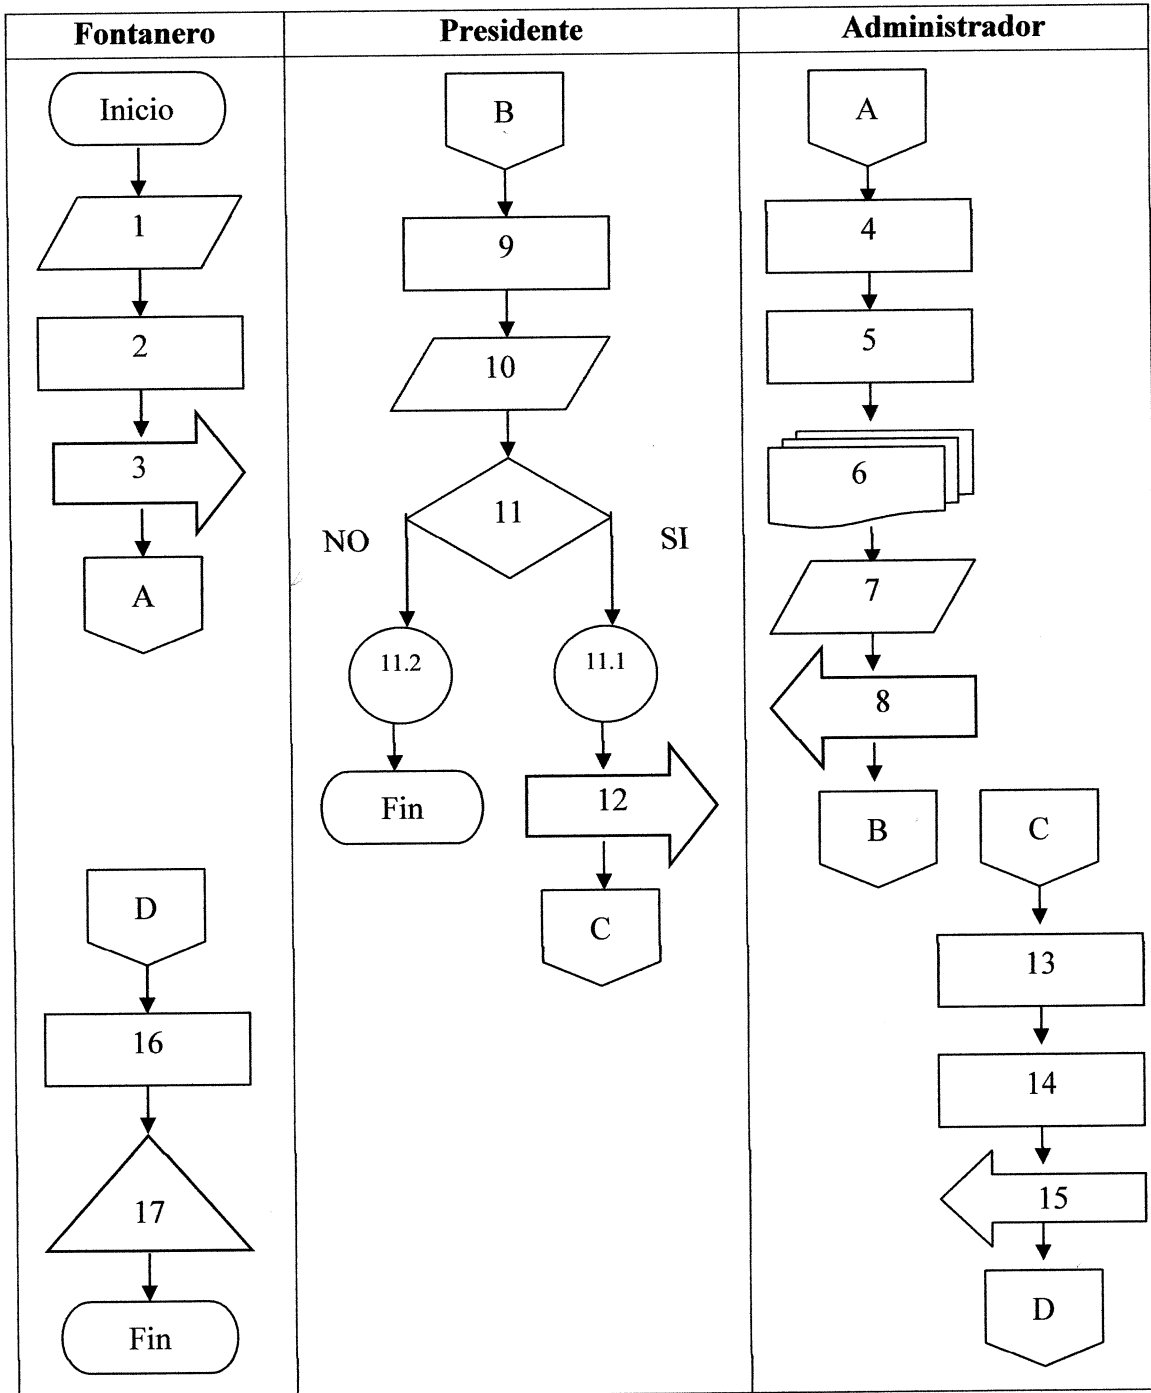 Fontanero
Presidente
Administrador
Inicio
1
2
3
A
D
16
17
Fin
B
9
10
11
NO
SI
11.2
11.1
Fin
12
C
A
4
5
6
7
8
B
C
13
14
15
D